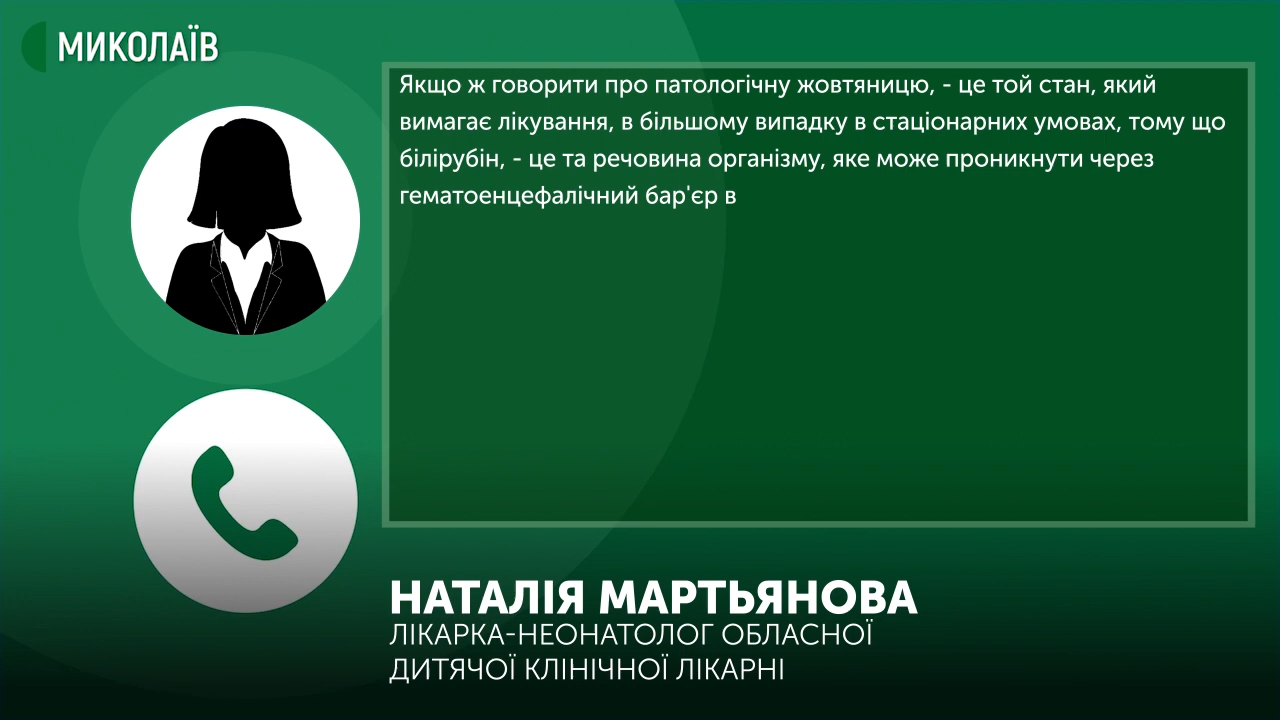 МИКОЛАЇВ
Якщо ж говорити про патологічну жовтяницю, - це той стан, який
вимагає лікування, в більшому випадку в стаціонарних умовах, тому що
білірубін, - це та речовина організму, яке може проникнути через
гематоенцефалічний бар'єр в
НАТАЛІЯ МАРТЬЯНОВА
ЛІКАРКА-НЕОНАТОЛОГ ОБЛАСНОЇ
ДИТЯЧОЇ КЛІНІЧНОЇ ЛІКАРНІ